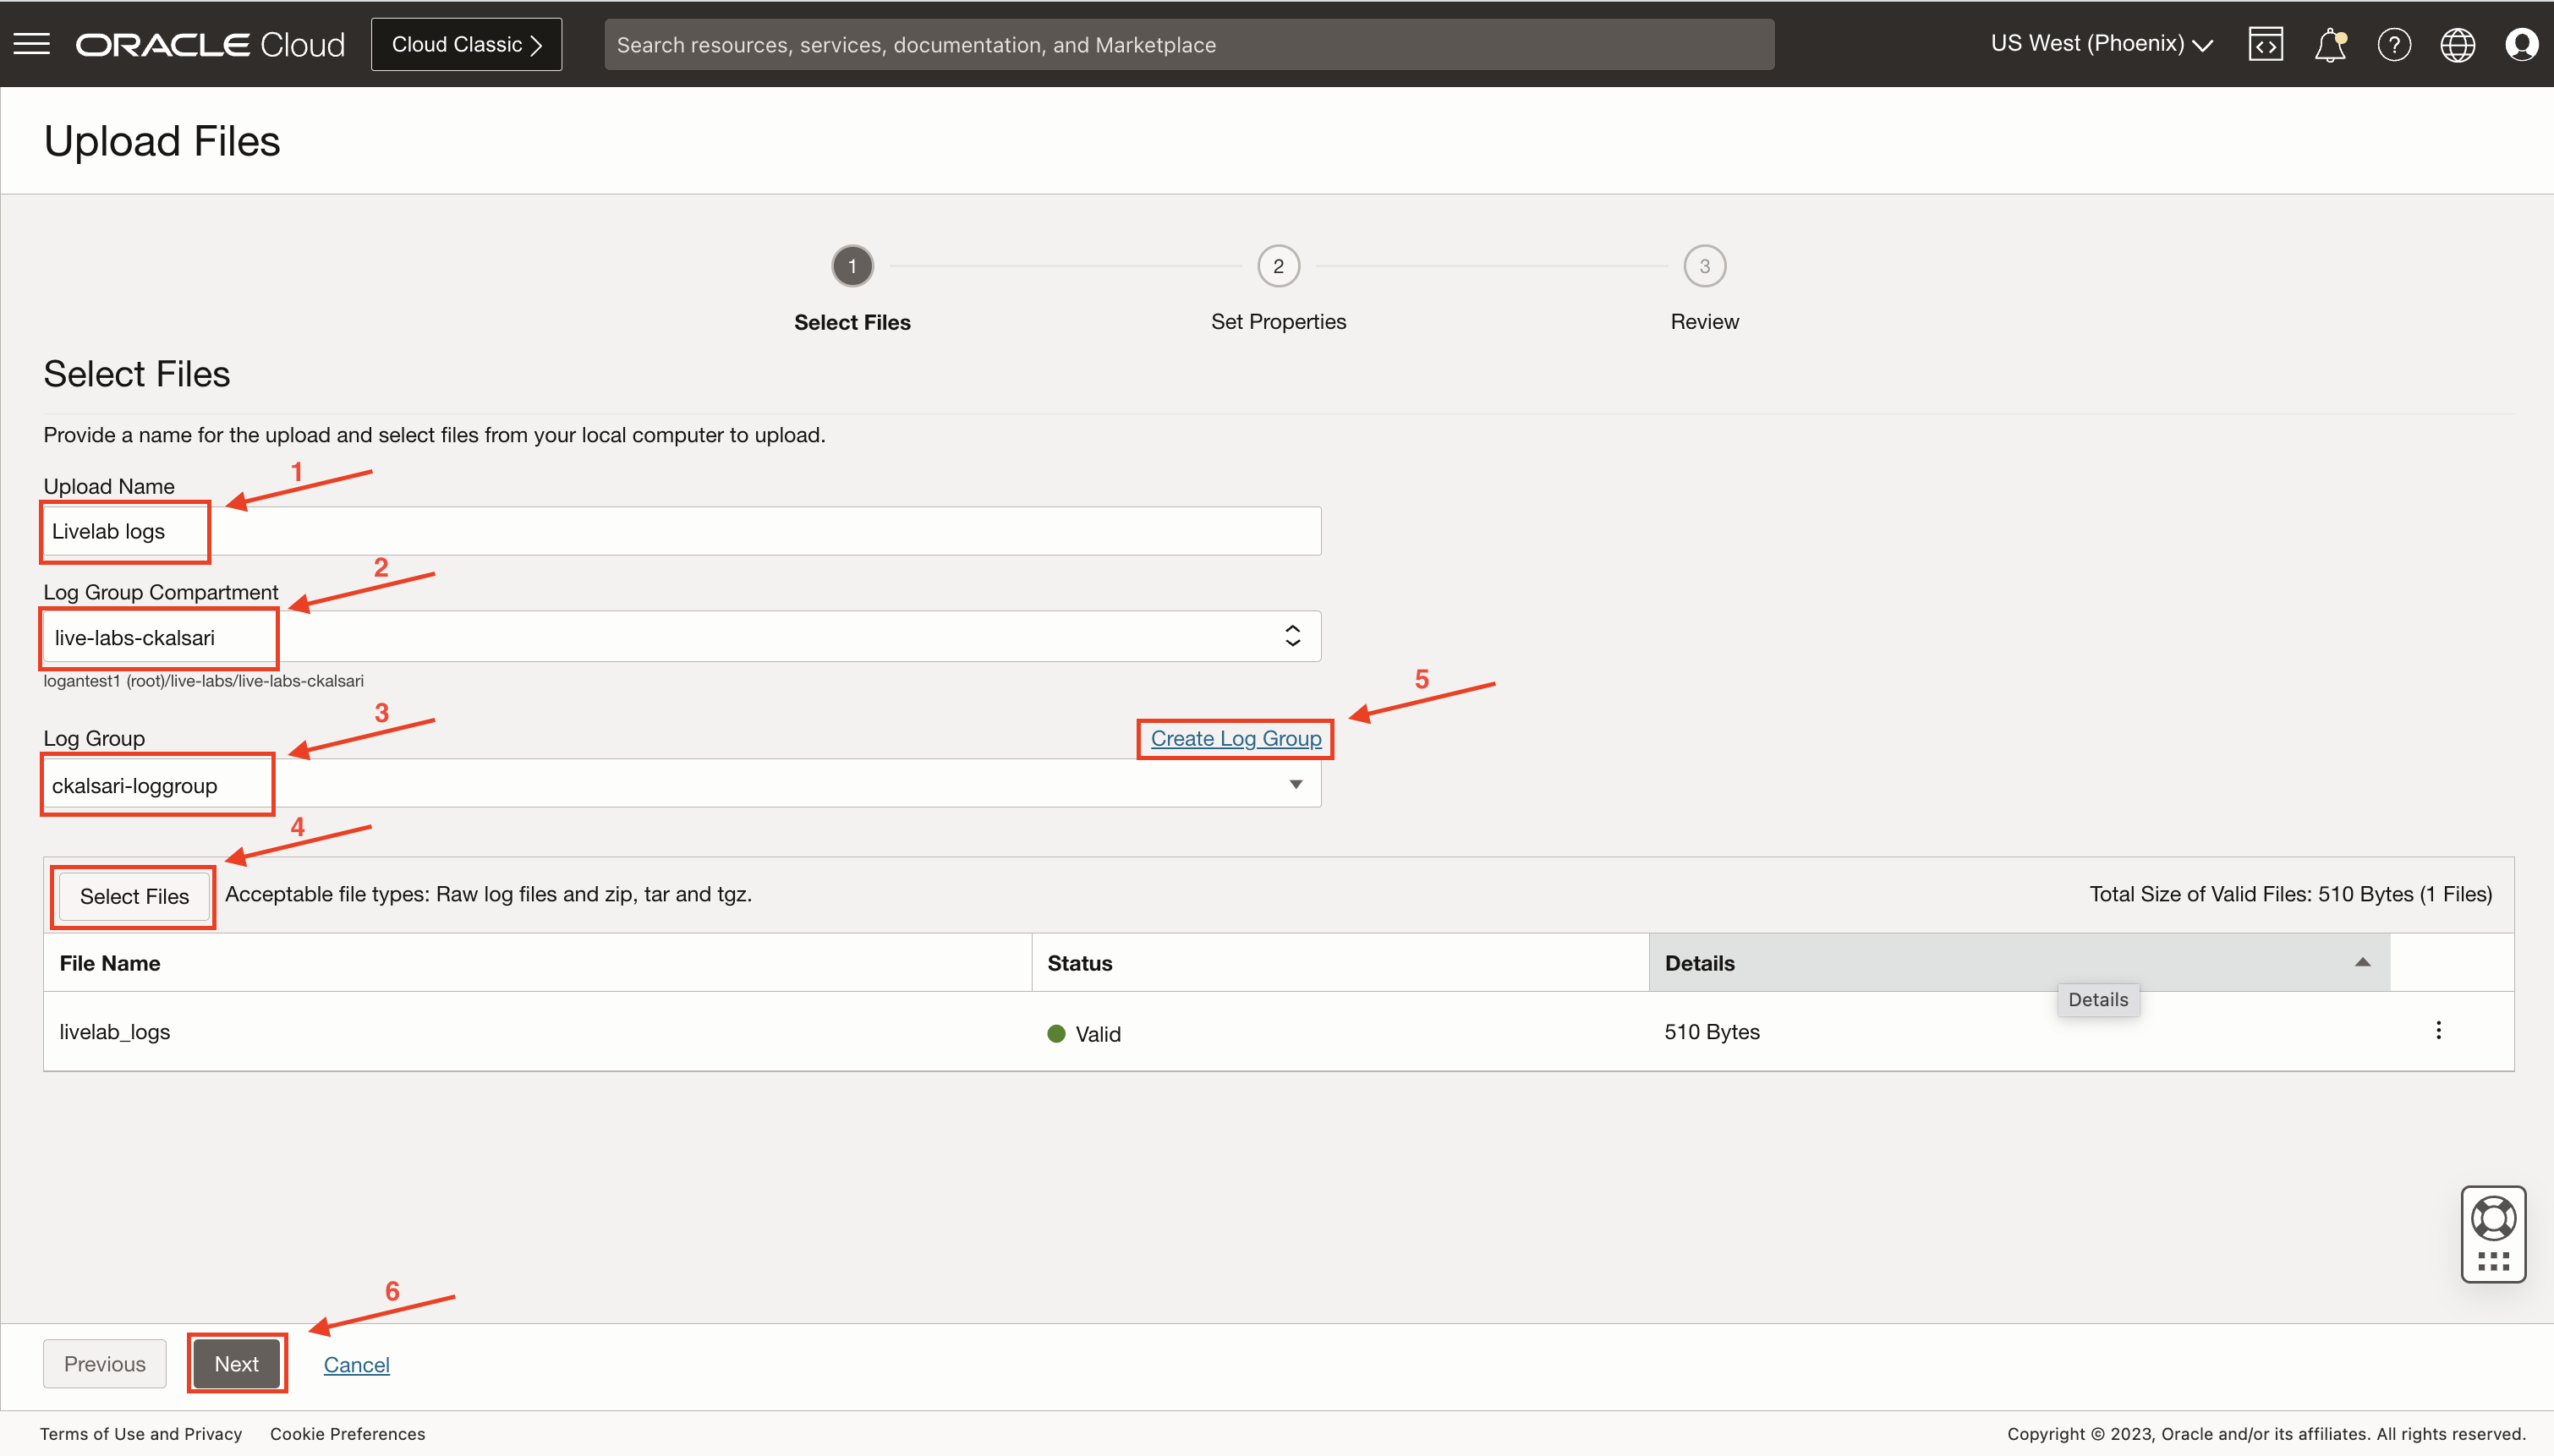 ORACLE Cloud
Cloud Classic
Search resources, services, documentation, and Marketplace
US West (Phoenix)
?
Upload Files
1
2
3
Select Files
Set Properties
Review
Select Files
Provide a name for the upload and select files from your local computer to upload.
1
Upload Name
Livelab logs
2
Log Group Compartment
live-labs-ckalsari
logantest1 (root)/live-labs/live-labs-ckalsari
5
3
Log Group
Create Log Group
ckalsari-loggroup
4
Select Files
Acceptable file types: Raw log files and zip, tar and tgz.
Total Size of Valid Files: 510 Bytes (1 Files)
File Name
Status
Details
Details
livelab_logs
Valid
510 Bytes
6
Previous
Next
Cancel
Terms of Use and Privacy
Cookie Preferences
Copyright © 2023, Oracle and/or its affiliates. All rights reserved.